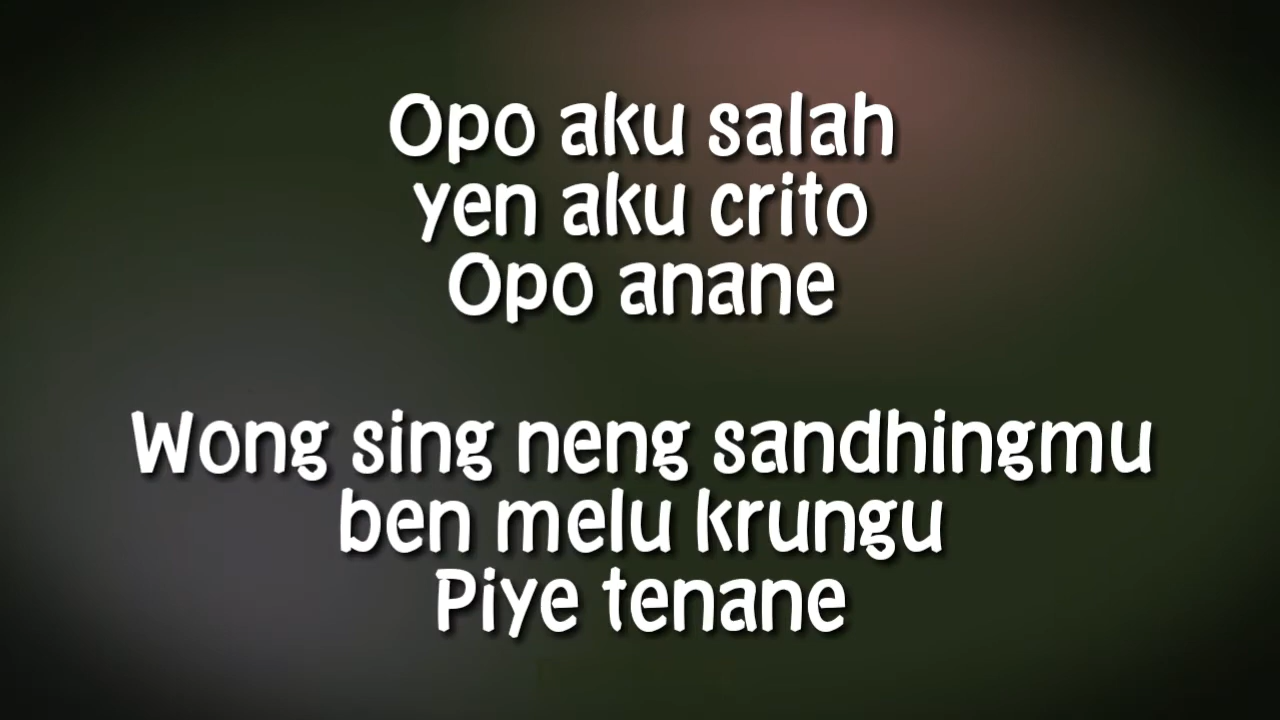 Opo aku salah
yen aku crito
Opo anane
Wong sing neng sandhingmu
ben melu krungu
Piye tenane